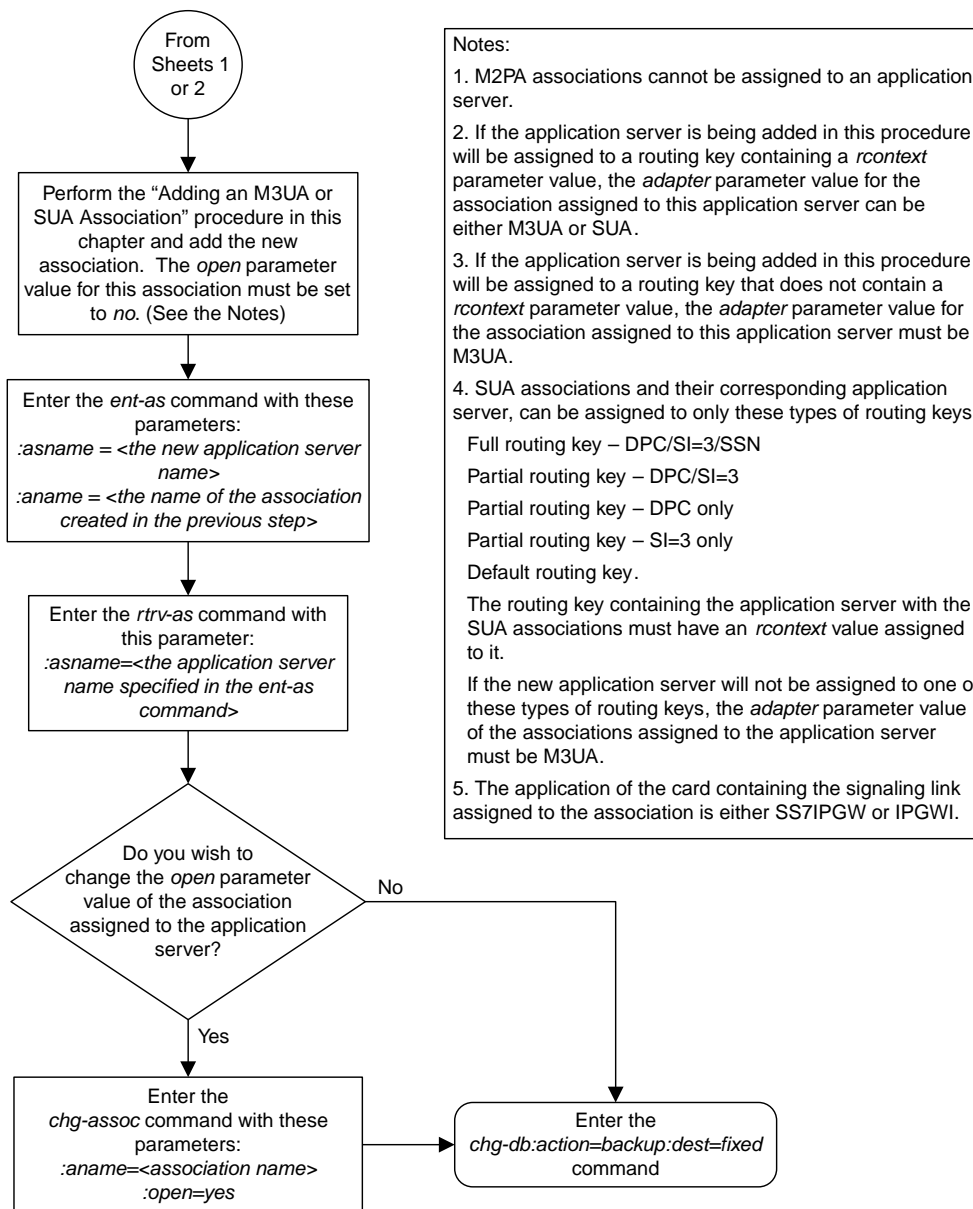 From
Sheets 1
or 2
Perform the “Adding an M3UA or
SUA Association” procedure in this
chapter and add the new
association. The open parameter
value for this association must be set
to no. (See the Notes)
Enter the ent-as command with these
parameters:
:asname = <the new application server
name>
:aname = <the name of the association
created in the previous step>
Enter the rtrv-as command with
this parameter:
:asname=<the application server
name specified in the ent-as
command>
Do you wish to
change the open parameter
value of the association
assigned to the application
server?
No
Yes
Enter the
chg-assoc command with these
parameters:
:aname=<association name>
:open=yes
Enter the
chg-db:action=backup:dest=fixed
command
Notes:
1. M2PA associations cannot be assigned to an application
server.
2. If the application server is being added in this procedure
will be assigned to a routing key containing a rcontext
parameter value, the adapter parameter value for the
association assigned to this application server can be
either M3UA or SUA.
3. If the application server is being added in this procedure
will be assigned to a routing key that does not contain a
rcontext parameter value, the adapter parameter value for
the association assigned to this application server must be
M3UA.
4. SUA associations and their corresponding application
server, can be assigned to only these types of routing keys
Full routing key – DPC/SI=3/SSN
Partial routing key – DPC/SI=3
Partial routing key – DPC only
Partial routing key – SI=3 only
Default routing key.
The routing key containing the application server with the
SUA associations must have an rcontext value assigned
to it.
If the new application server will not be assigned to one o
these types of routing keys, the adapter parameter value
of the associations assigned to the application server
must be M3UA.
5. The application of the card containing the signaling link
assigned to the association is either SS7IPGW or IPGWI.